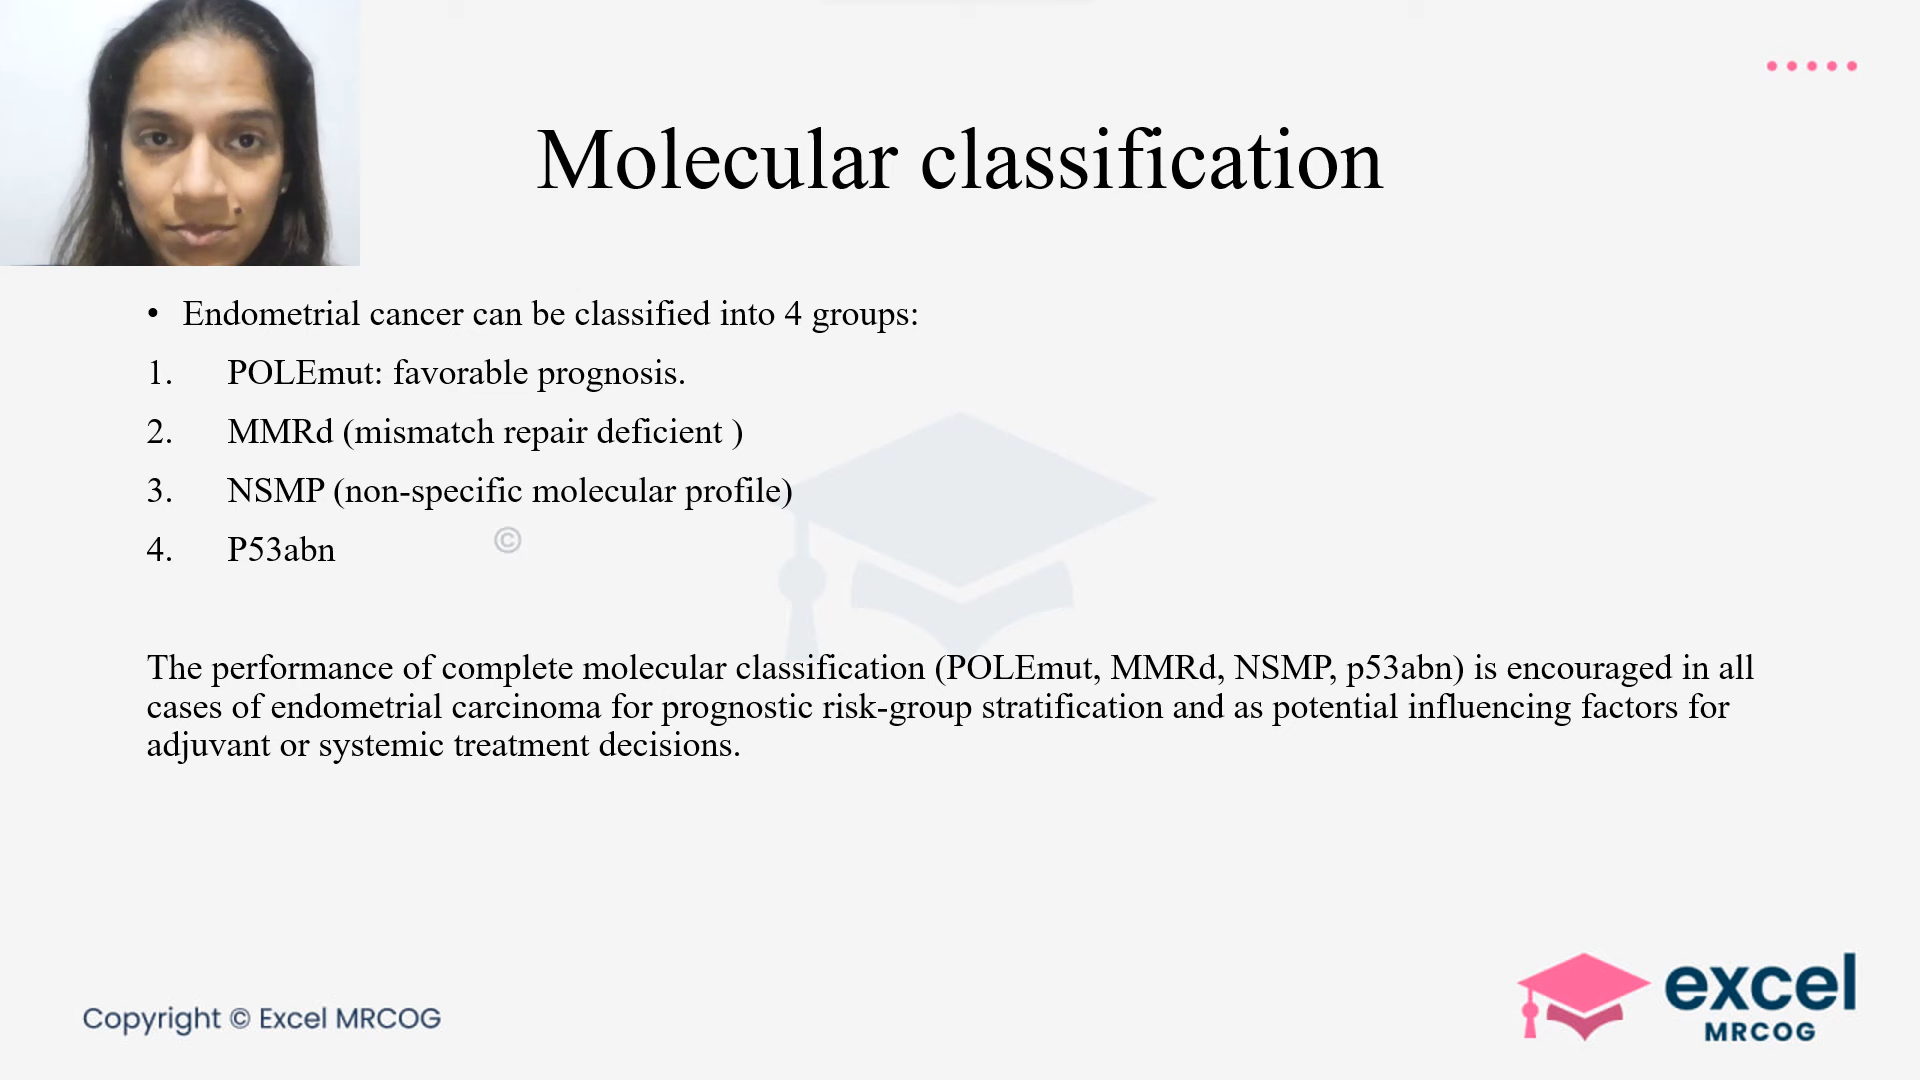 Molecular classification
• Endometrial cancer can be classified into 4 groups:
1. POLEmut: favorable prognosis.
2. MMRd (mismatch repair deficient )
3. NSMP (non-specific molecular profile)
4. P53abn
©
The performance of complete molecular classification (POLEmut, MMRd, NSMP, p53abn) is encouraged in all
cases of endometrial carcinoma for prognostic risk-group stratification and as potential influencing factors for
adjuvant or systemic treatment decisions.
Copyright © Excel MRCOG
excel
MRCOG